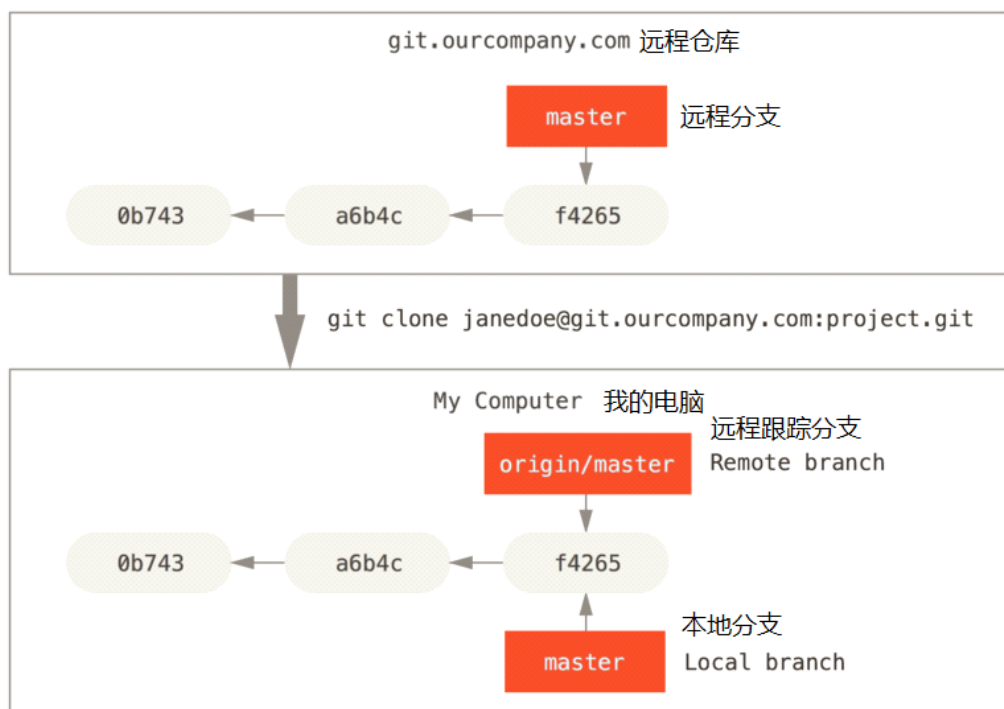 git.ourcompany.com 远程仓库
master 远程分支
0b743 a6b4c f4265
git clone janedoe@git.ourcompany.com:project.git
My Computer 我的电脑
远程跟踪分支
origin/master Remote branch
0b743 a6b4c f4265
本地分支
master Local branch